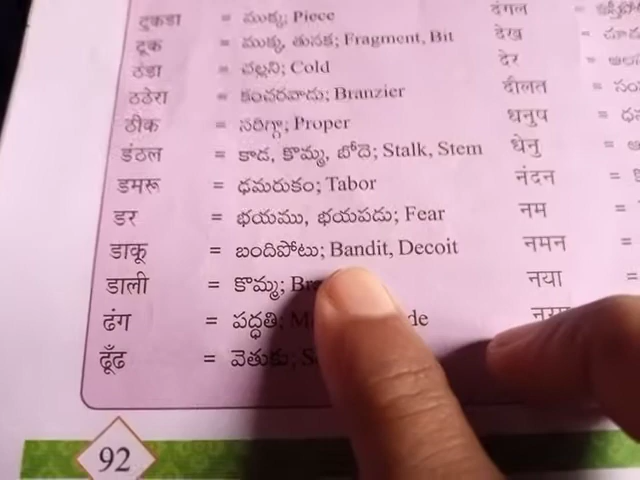 टुकडा = ముక్క; Piece
टूक = ముక్క, తునక; Fragment, Bit
ठंडा = చల్లని; Cold
ठठेरा = కంచరవాడు; Branzier
ठीक = సరిగ్గా; Proper
डंठल = కాడ, కొమ్మ, బోదె; Stalk, Stem
डमरू = ఢమరుకం; Tabor
डर = భయము, భయపడు; Fear
डाकू = బందిపోటు; Bandit, Decoit
डाली = కొమ్మ;
ढंग = పద్ధతి;
ढूँढ = వెతుకు;
दंगल =
देख = చూడు
देर =
दौलत =
धनुष =
धेनु =
नंदन =
नम =
नमन =
नया =
92